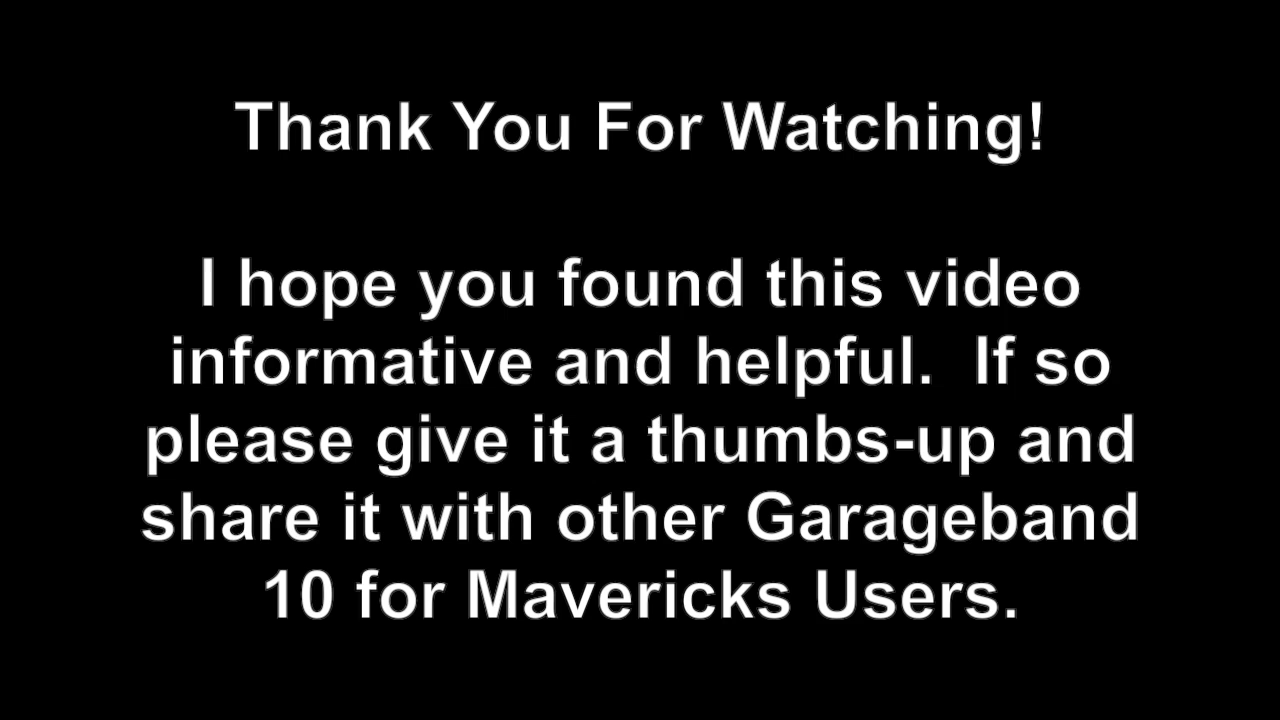 Thank You For Watching!
I hope you found this video
informative and helpful.  If so
please give it a thumbs-up and
share it with other Garageband
10 for Mavericks Users.